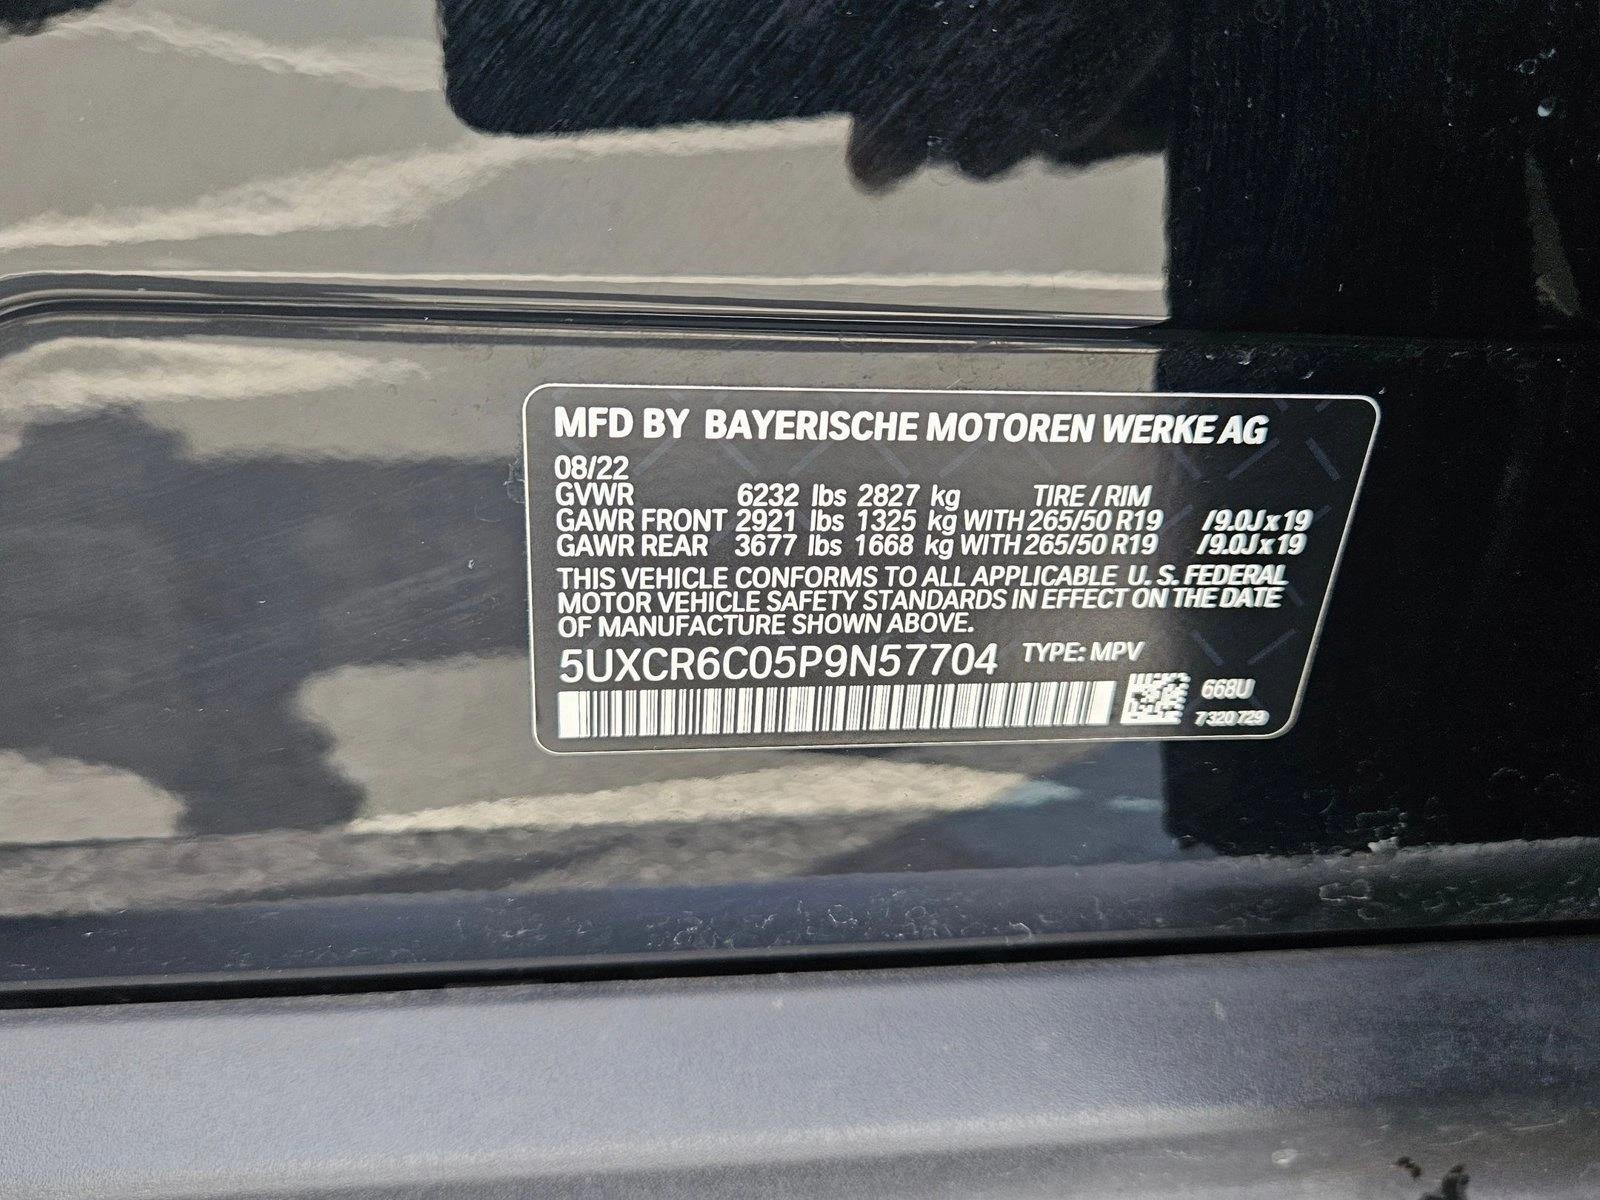 MFD BY BAYERISCHE MOTOREN WERKE AG
08/22
GVWR 6232 lbs 2827 kg TIRE / RIM
GAWR FRONT 2921 lbs 1325 kg WITH 265/50 R19 /9.0J x 19
GAWR REAR 3677 lbs 1668 kg WITH 265/50 R19 /9.0J x 19
THIS VEHICLE CONFORMS TO ALL APPLICABLE U. S. FEDERAL
MOTOR VEHICLE SAFETY STANDARDS IN EFFECT ON THE DATE
OF MANUFACTURE SHOWN ABOVE.
5UXCR6C05P9N57704 TYPE: MPV
668U
7 320 729